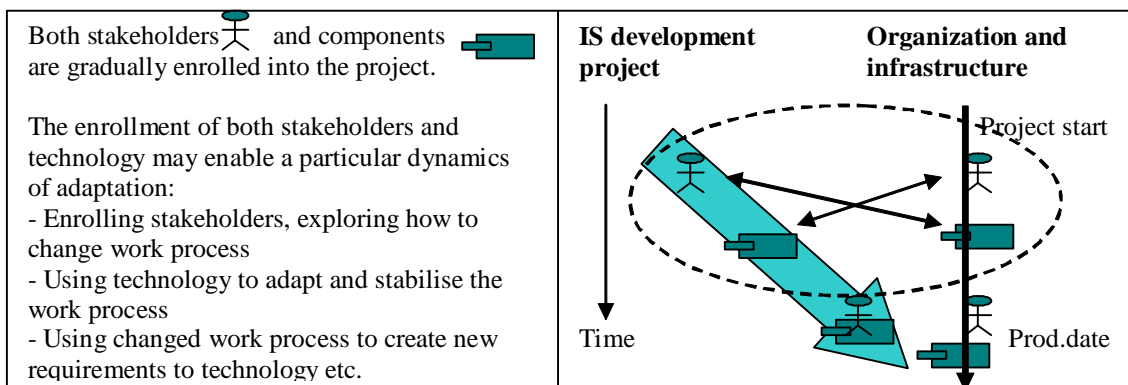 Both stakeholders and components
are gradually enrolled into the project.
The enrollment of both stakeholders and
technology may enable a particular dynamics
of adaptation:
- Enrolling stakeholders, exploring how to
change work process
- Using technology to adapt and stabilise the
work process
- Using changed work process to create new
requirements to technology etc.
IS development
project
Organization and
infrastructure
Project start
Time
Prod.date